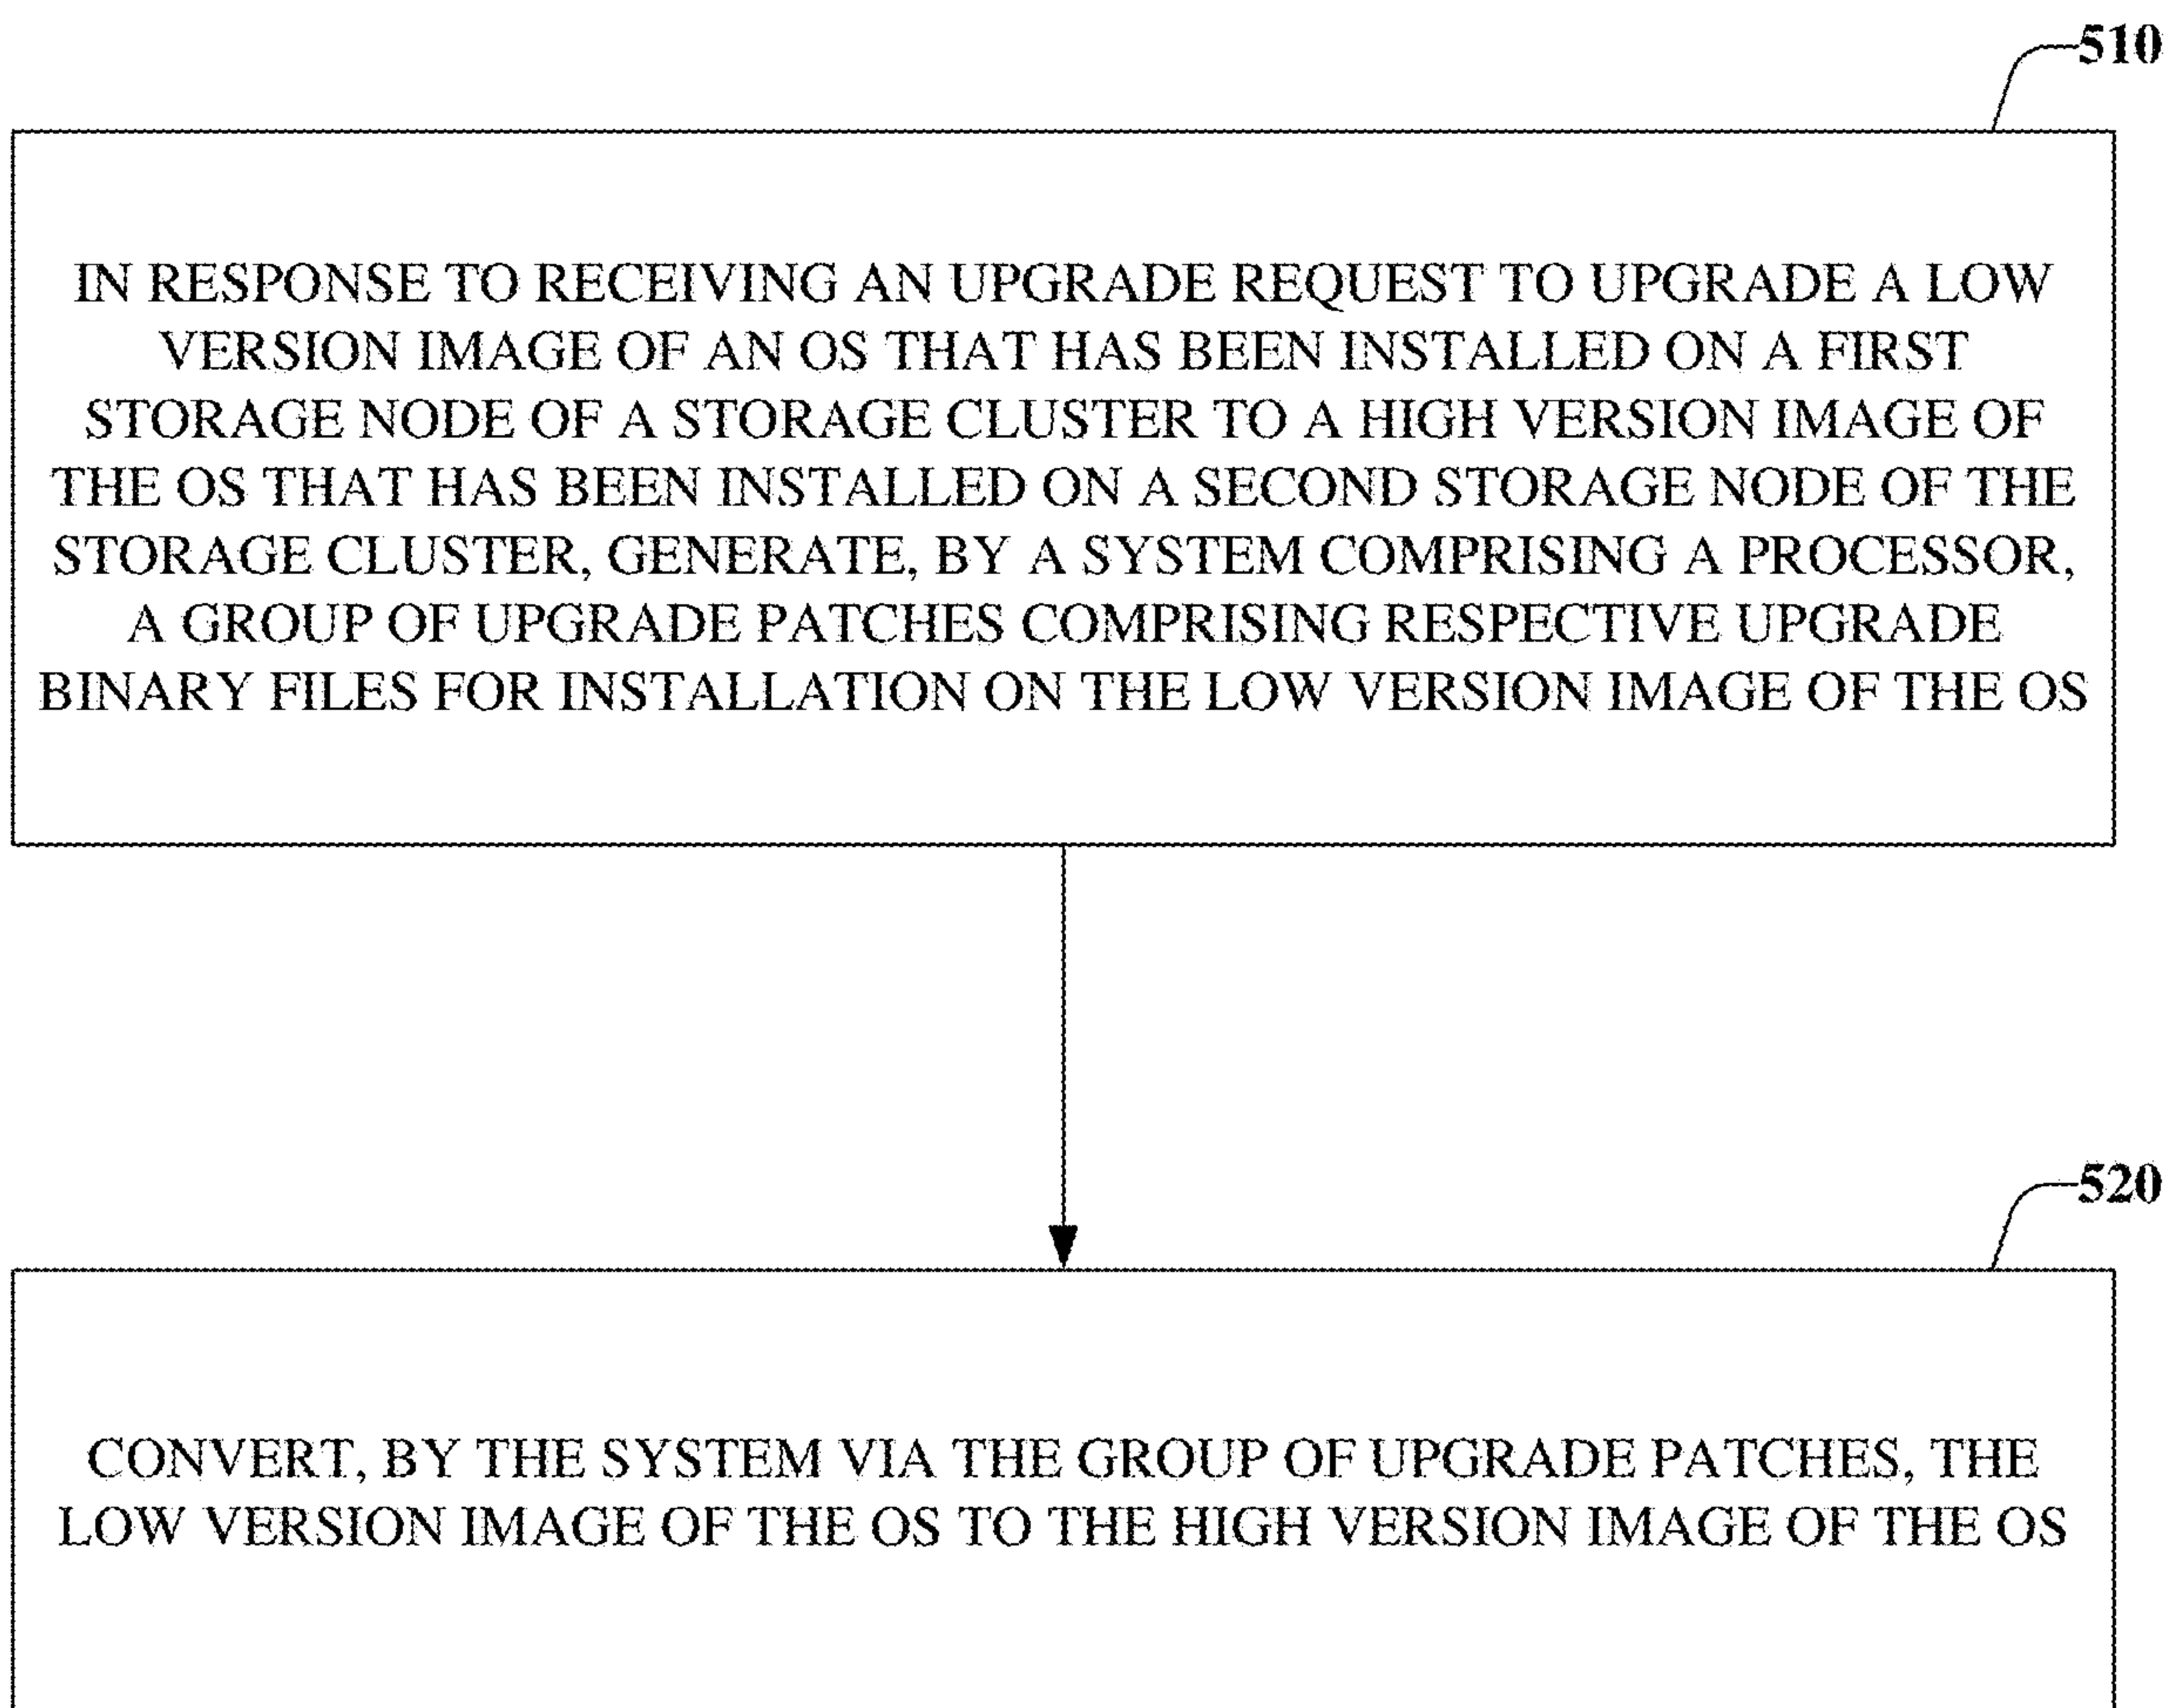 510
IN RESPONSE TO RECEIVING AN UPGRADE REQUEST TO UPGRADE A LOW
VERSION IMAGE OF AN OS THAT HAS BEEN INSTALLED ON A FIRST
STORAGE NODE OF A STORAGE CLUSTER TO A HIGH VERSION IMAGE OF
THE OS THAT HAS BEEN INSTALLED ON A SECOND STORAGE NODE OF THE
STORAGE CLUSTER, GENERATE, BY A SYSTEM COMPRISING A PROCESSOR,
A GROUP OF UPGRADE PATCHES COMPRISING RESPECTIVE UPGRADE
BINARY FILES FOR INSTALLATION ON THE LOW VERSION IMAGE OF THE OS
520
CONVERT, BY THE SYSTEM VIA THE GROUP OF UPGRADE PATCHES, THE
LOW VERSION IMAGE OF THE OS TO THE HIGH VERSION IMAGE OF THE OS